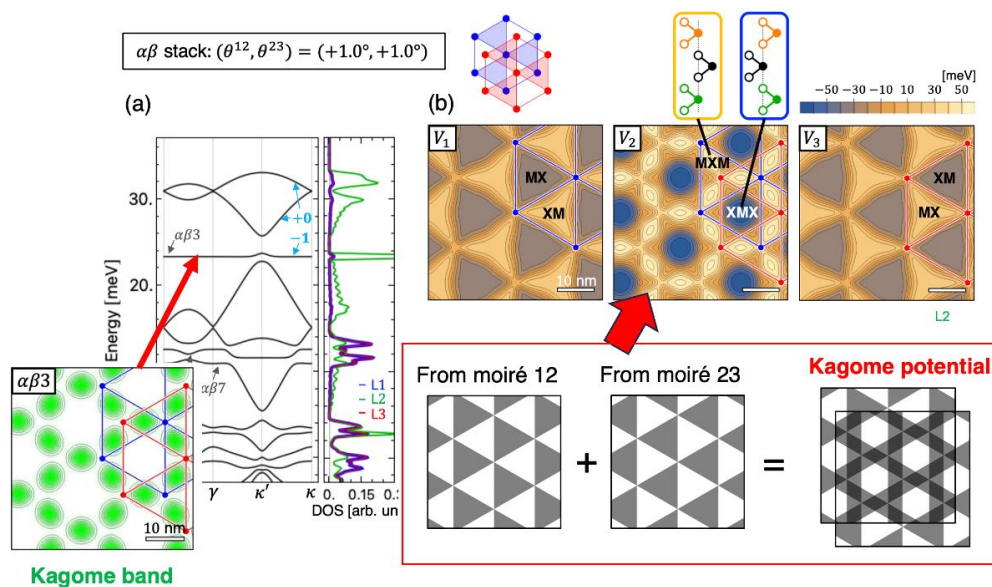 αβ stack: (θ¹²,θ²³) = (+1.0°, +1.0°)
(a)
(b)
[meV]
−50 −30 −10 10 30 50
V₁
MX
XM
10 nm
V₂
MXM
XMX
V₃
XM
MX
L2
Energy [meV]
30.
20.
αβ3
+0
−1
αβ7
L1
L2
L3
γ κ′ κ
0. 0.15 0.3
DOS [arb. un
αβ3
10 nm
Kagome band
From moiré 12
From moiré 23
Kagome potential
+
=